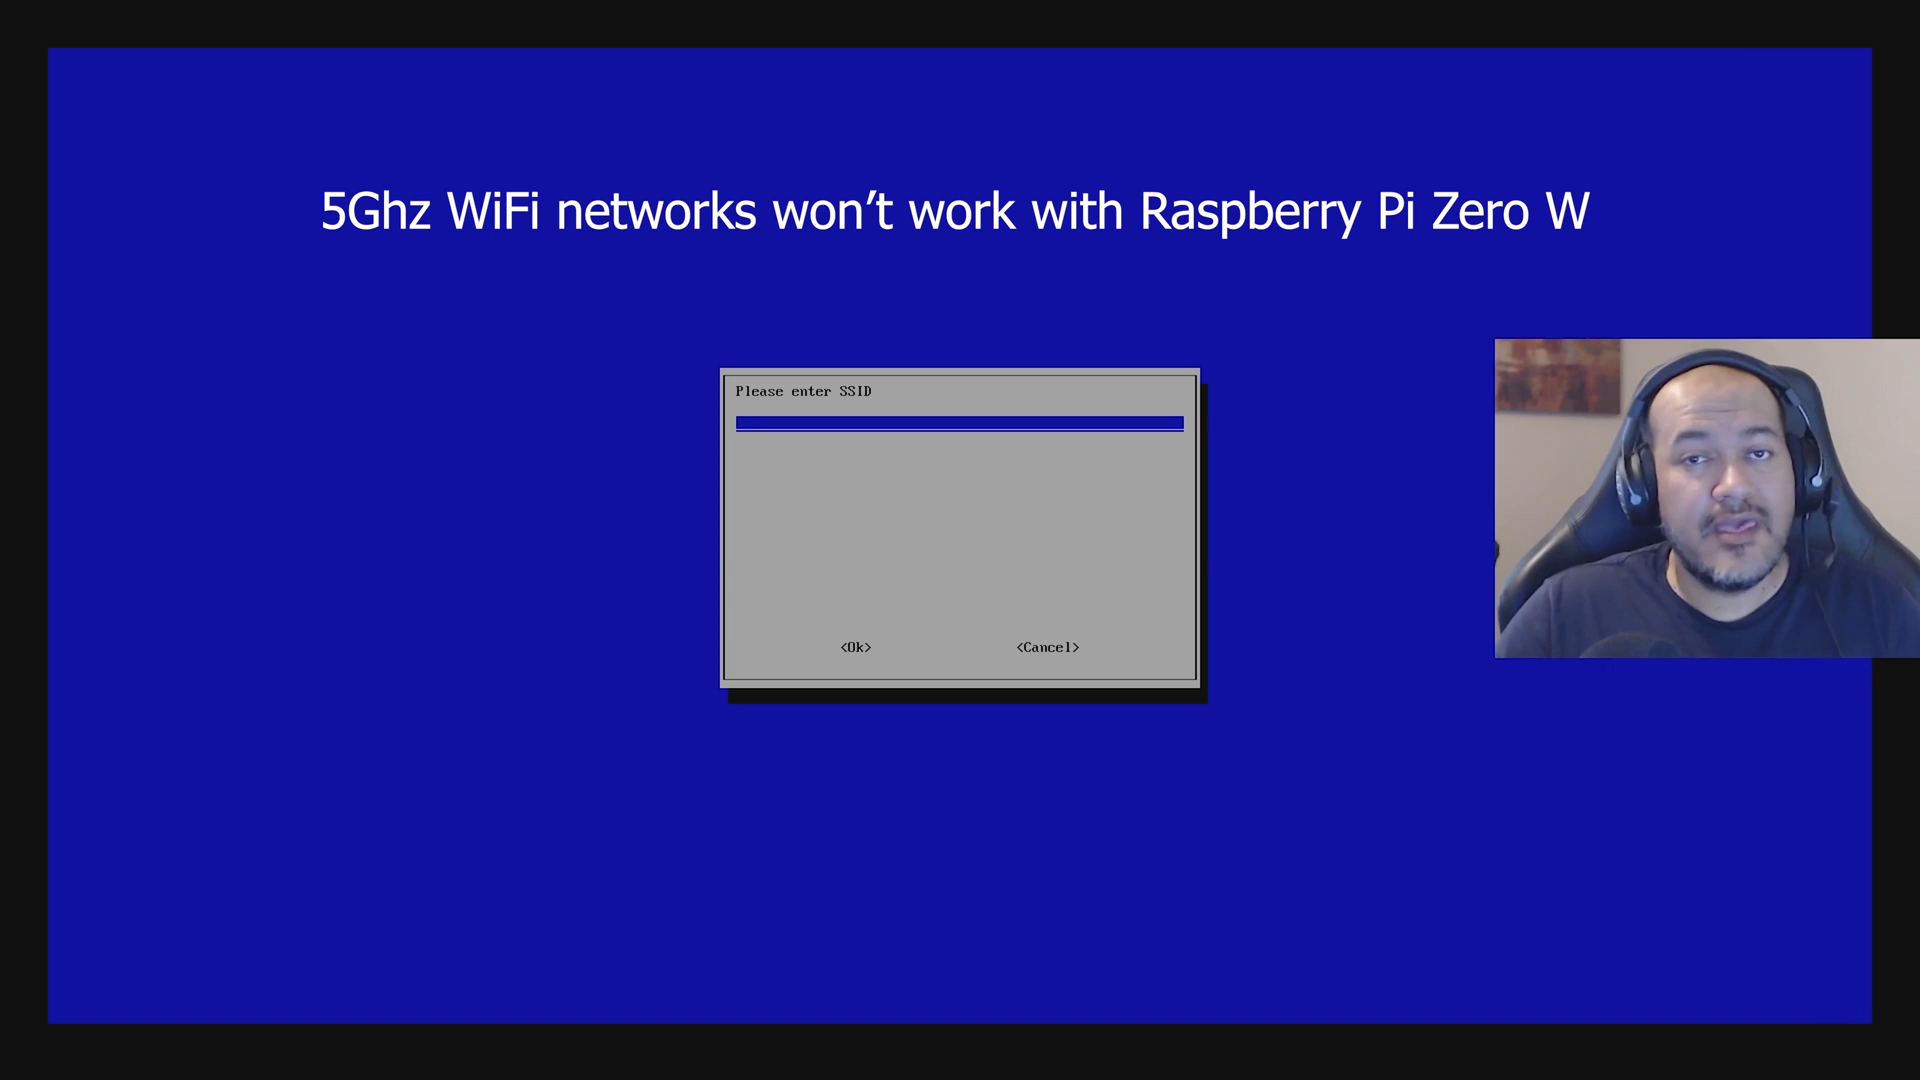 5Ghz WiFi networks won’t work with Raspberry Pi Zero W
Please enter SSID
<Ok> <Cancel>